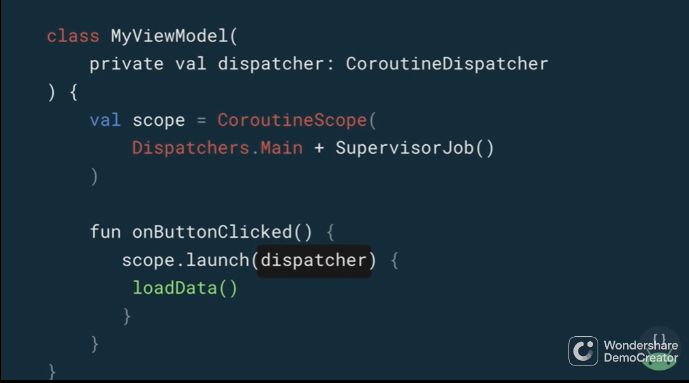 class MyViewModel(
    private val dispatcher: CoroutineDispatcher
) {
    val scope = CoroutineScope(
        Dispatchers.Main + SupervisorJob()
    )
    fun onButtonClicked() {
       scope.launch(dispatcher) {
        loadData()
       }
    }
}
{}
Wondershare
DemoCreator